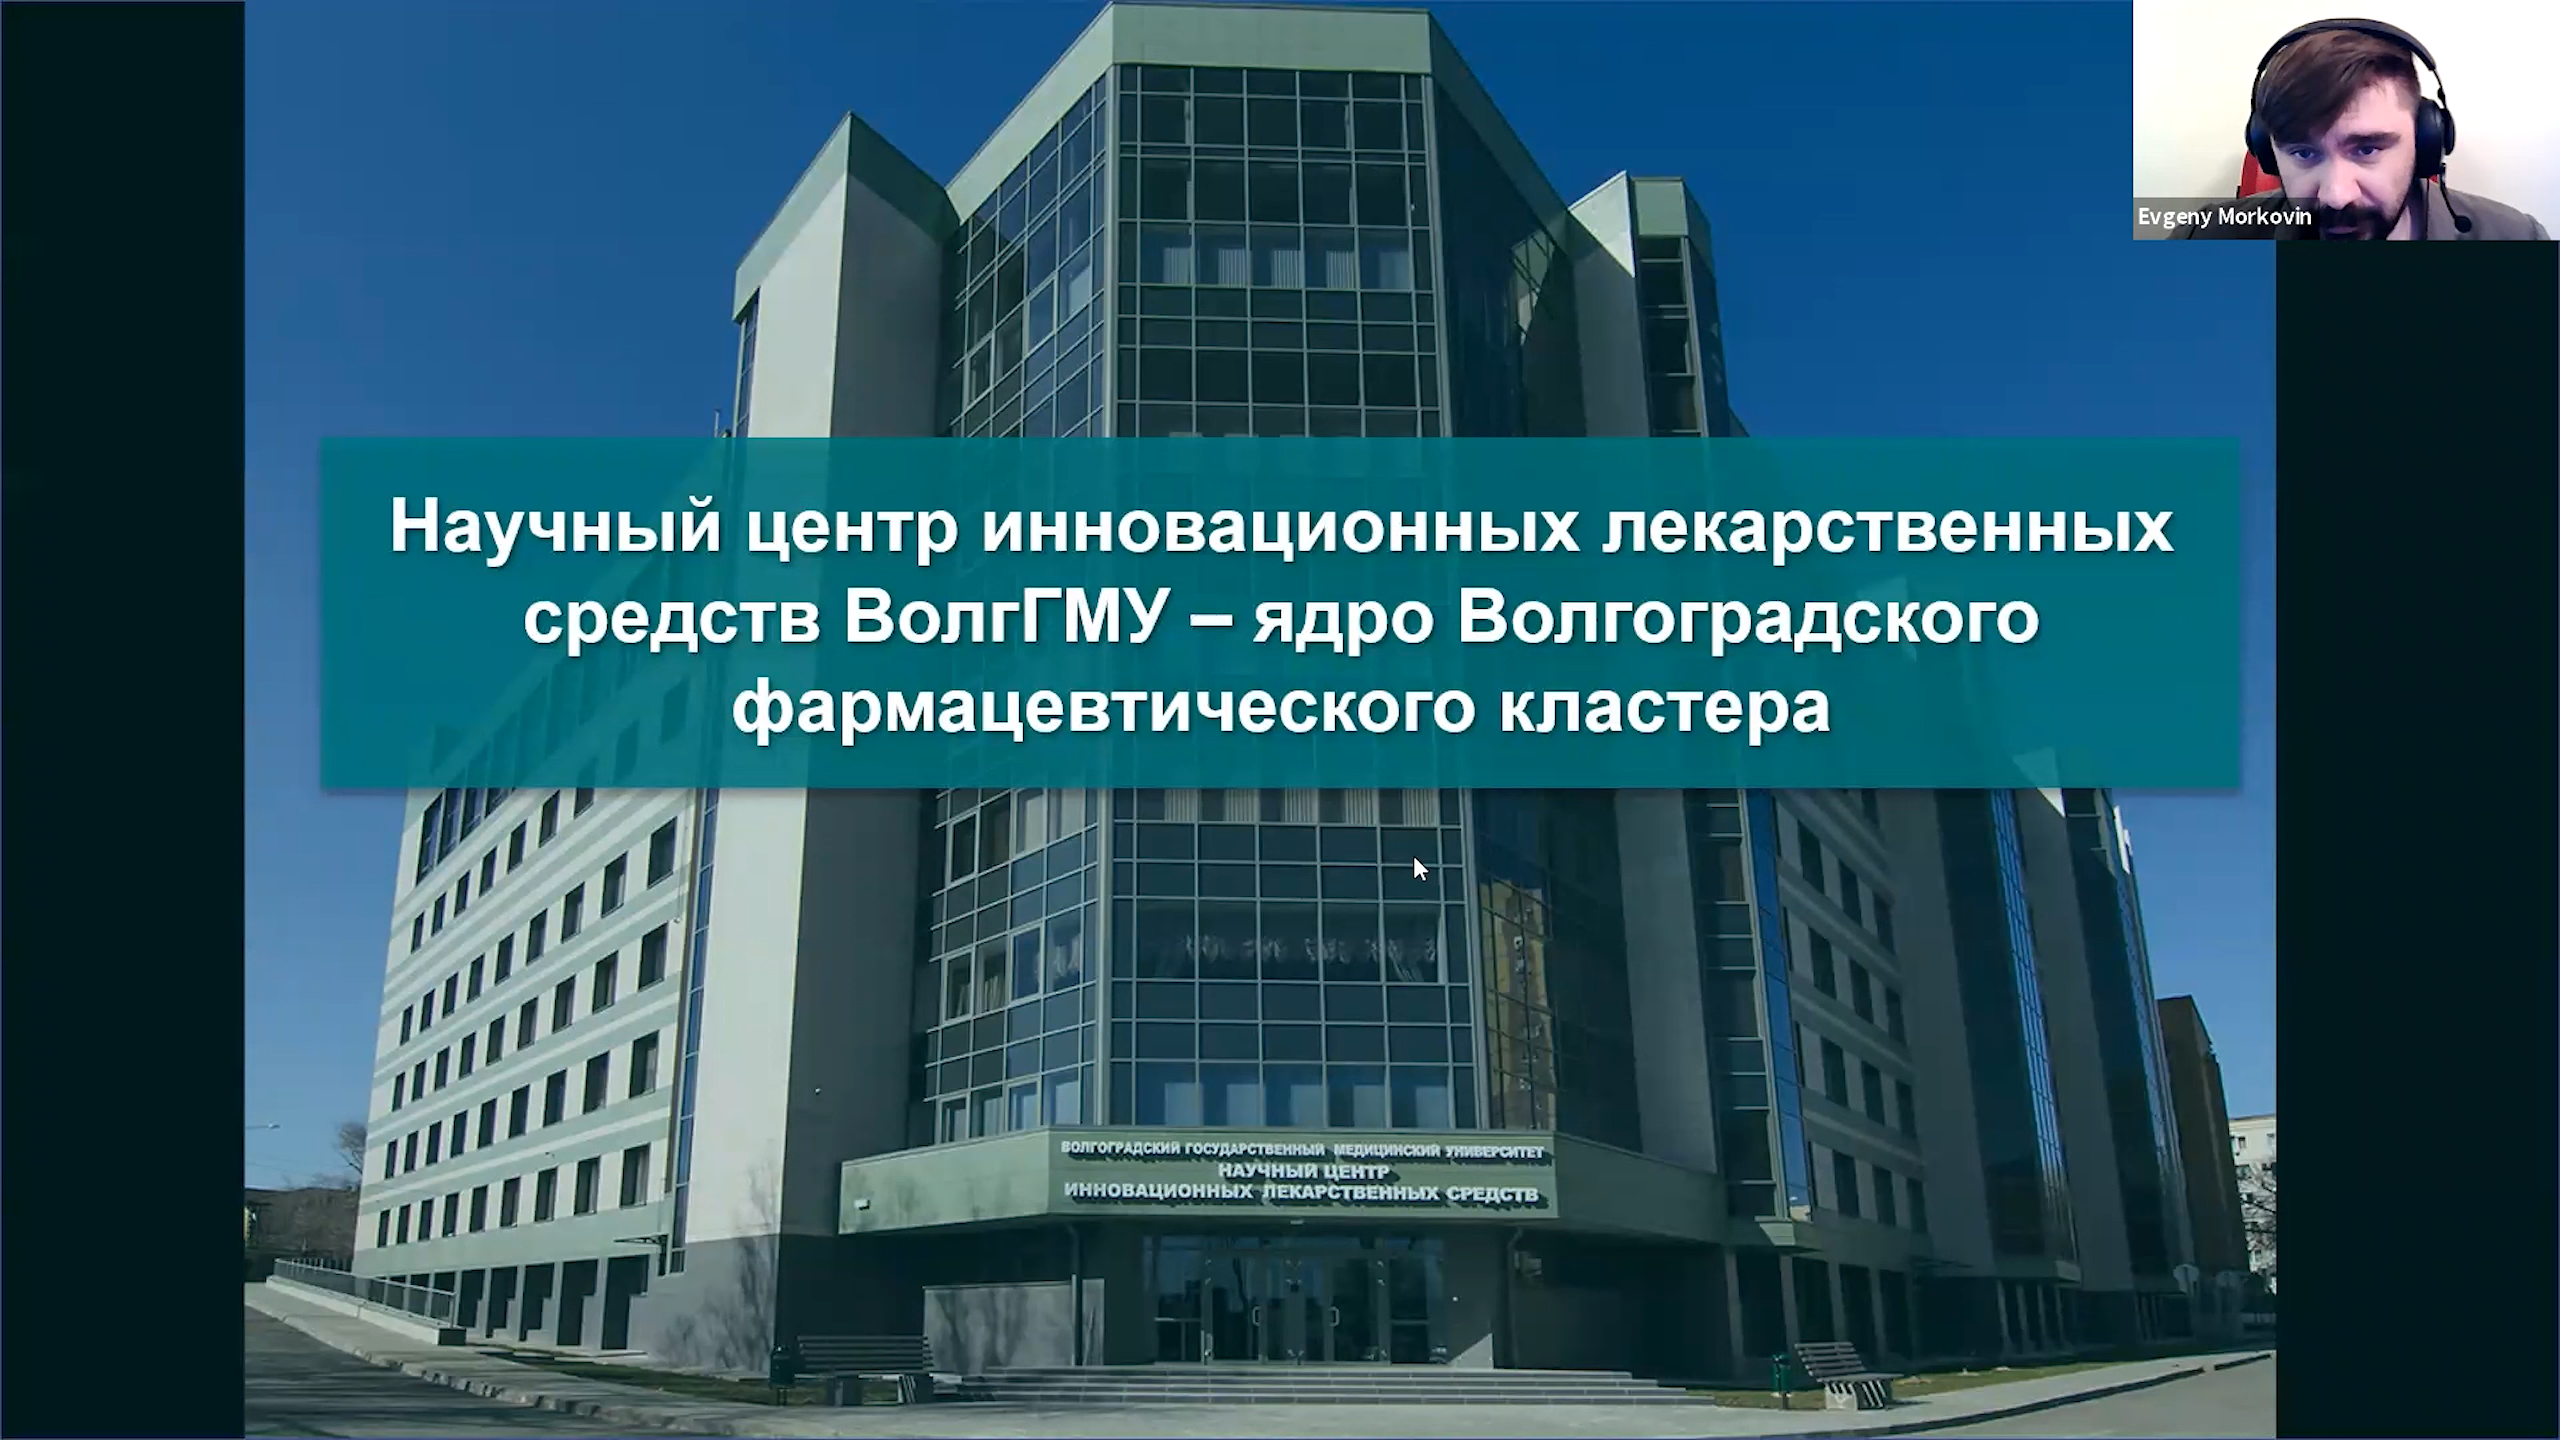 Evgeny Morkovin
Научный центр инновационных лекарственных
средств ВолгГМУ – ядро Волгоградского
фармацевтического кластера
ВОЛГОГРАДСКИЙ ГОСУДАРСТВЕННЫЙ МЕДИЦИНСКИЙ УНИВЕРСИТЕТ
НАУЧНЫЙ ЦЕНТР
ИННОВАЦИОННЫХ ЛЕКАРСТВЕННЫХ СРЕДСТВ